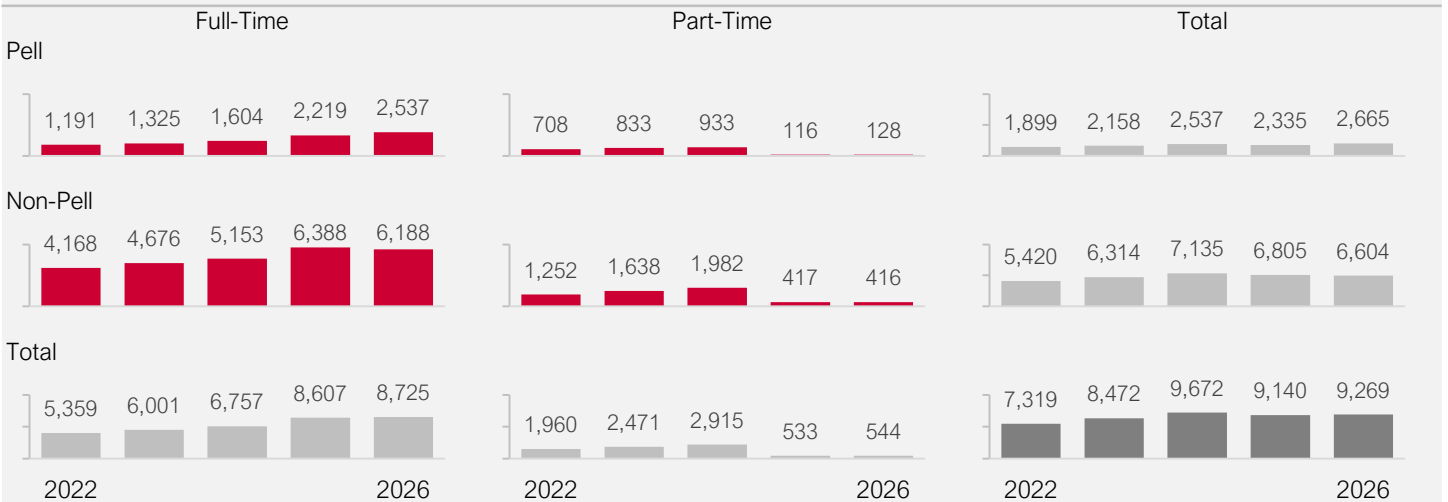 Full-Time Part-Time Total
Pell
1,191 1,325 1,604 2,219 2,537 708 833 933 116 128 1,899 2,158 2,537 2,335 2,665
Non-Pell
4,168 4,676 5,153 6,388 6,188 1,252 1,638 1,982 417 416 5,420 6,314 7,135 6,805 6,604
Total
5,359 6,001 6,757 8,607 8,725 1,960 2,471 2,915 533 544 7,319 8,472 9,672 9,140 9,269
2022 2026 2022 2026 2022 2026